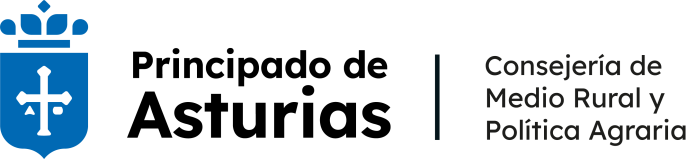 Principado de
Asturias
Consejería de
Medio Rural y
Política Agraria